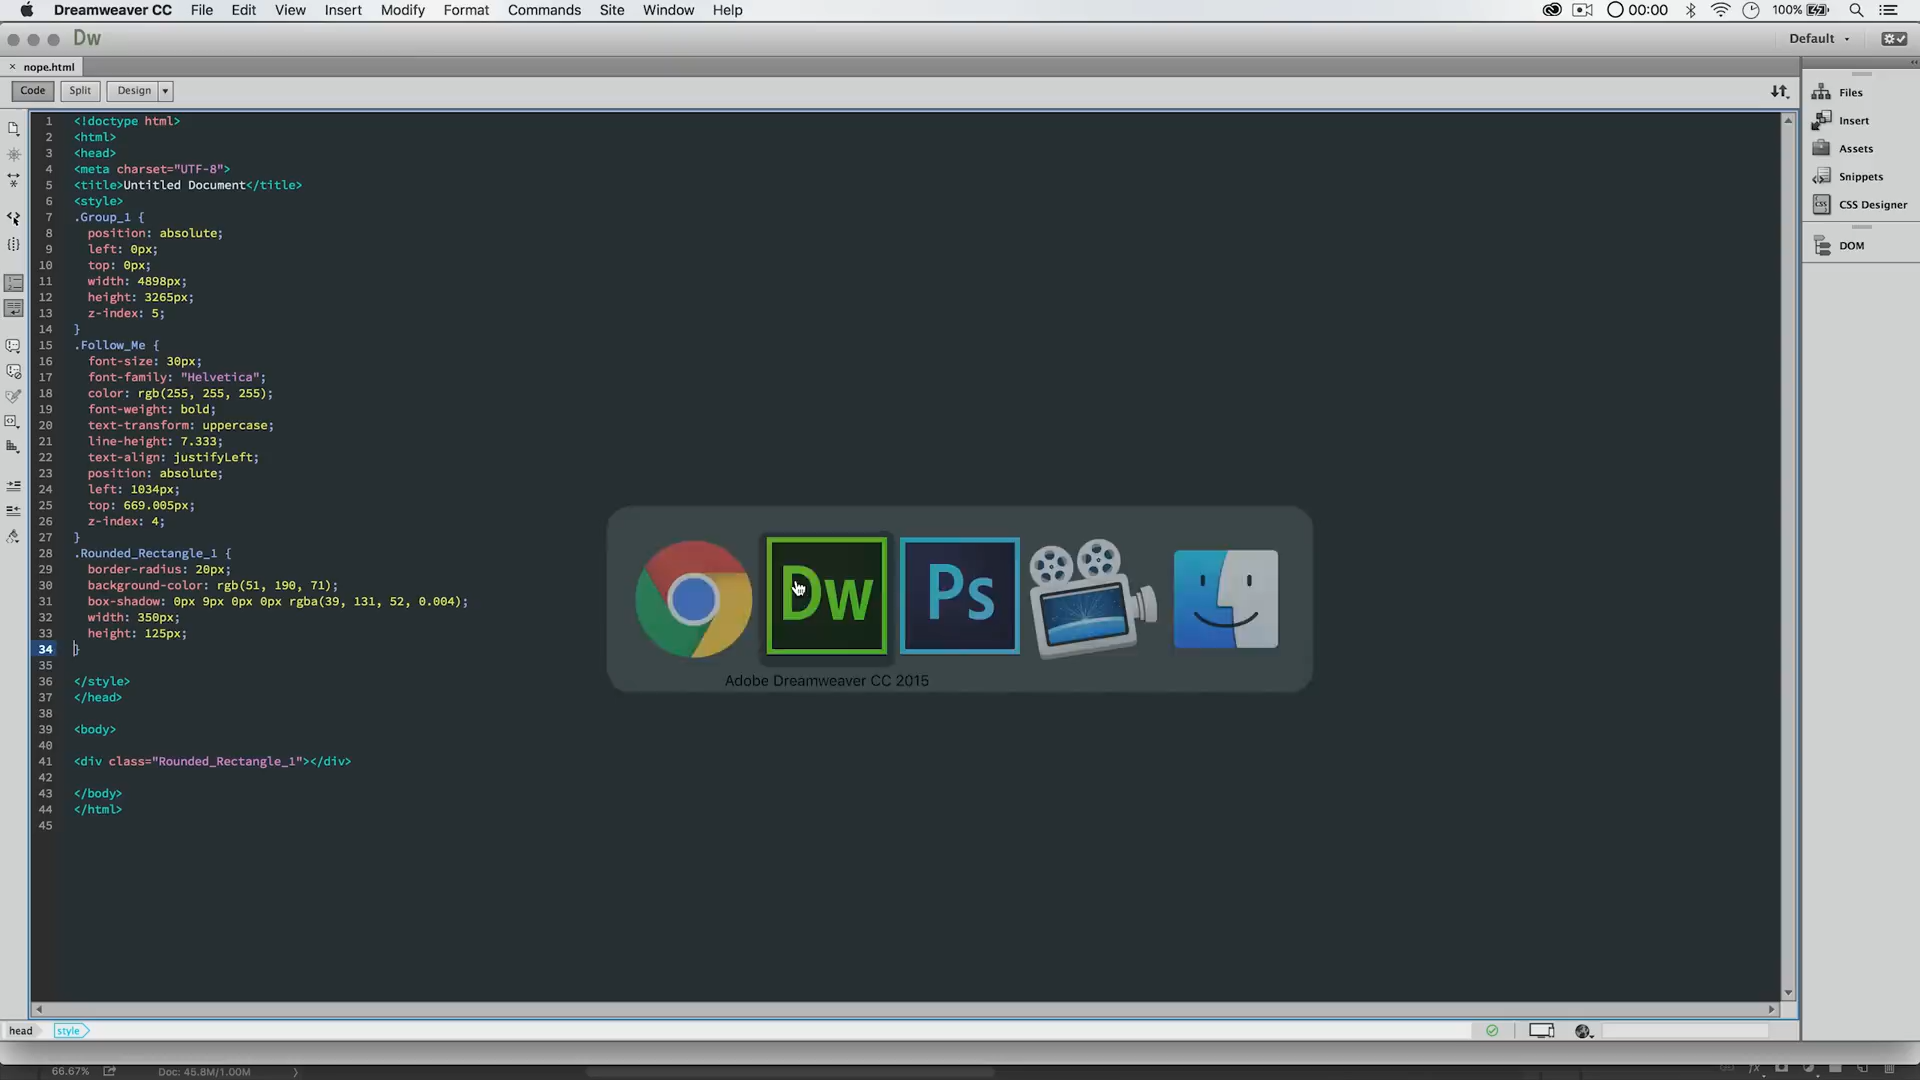 Dreamweaver CC File Edit View Insert Modify Format Commands Site Window Help 00:00 100%
Dw Default
nope.html
Code Split Design
1 <!doctype html>
2 <html>
3 <head>
4 <meta charset="UTF-8">
5 <title>Untitled Document</title>
6 <style>
7 .Group_1 {
8 position: absolute;
9 left: 0px;
10 top: 0px;
11 width: 4898px;
12 height: 3265px;
13 z-index: 5;
14 }
15 .Follow_Me {
16 font-size: 30px;
17 font-family: "Helvetica";
18 color: rgb(255, 255, 255);
19 font-weight: bold;
20 text-transform: uppercase;
21 line-height: 7.333;
22 text-align: justifyLeft;
23 position: absolute;
24 left: 1034px;
25 top: 669.005px;
26 z-index: 4;
27 }
28 .Rounded_Rectangle_1 {
29 border-radius: 20px;
30 background-color: rgb(51, 190, 71);
31 box-shadow: 0px 9px 0px 0px rgba(39, 131, 52, 0.004);
32 width: 350px;
33 height: 125px;
34 }
35
36 </style>
37 </head>
38
39 <body>
40
41 <div class="Rounded_Rectangle_1"></div>
42
43 </body>
44 </html>
45
Dw Ps
Adobe Dreamweaver CC 2015
Files
Insert
Assets
Snippets
CSS Designer
DOM
head style
66.67% Doc: 45.8M/1.00M